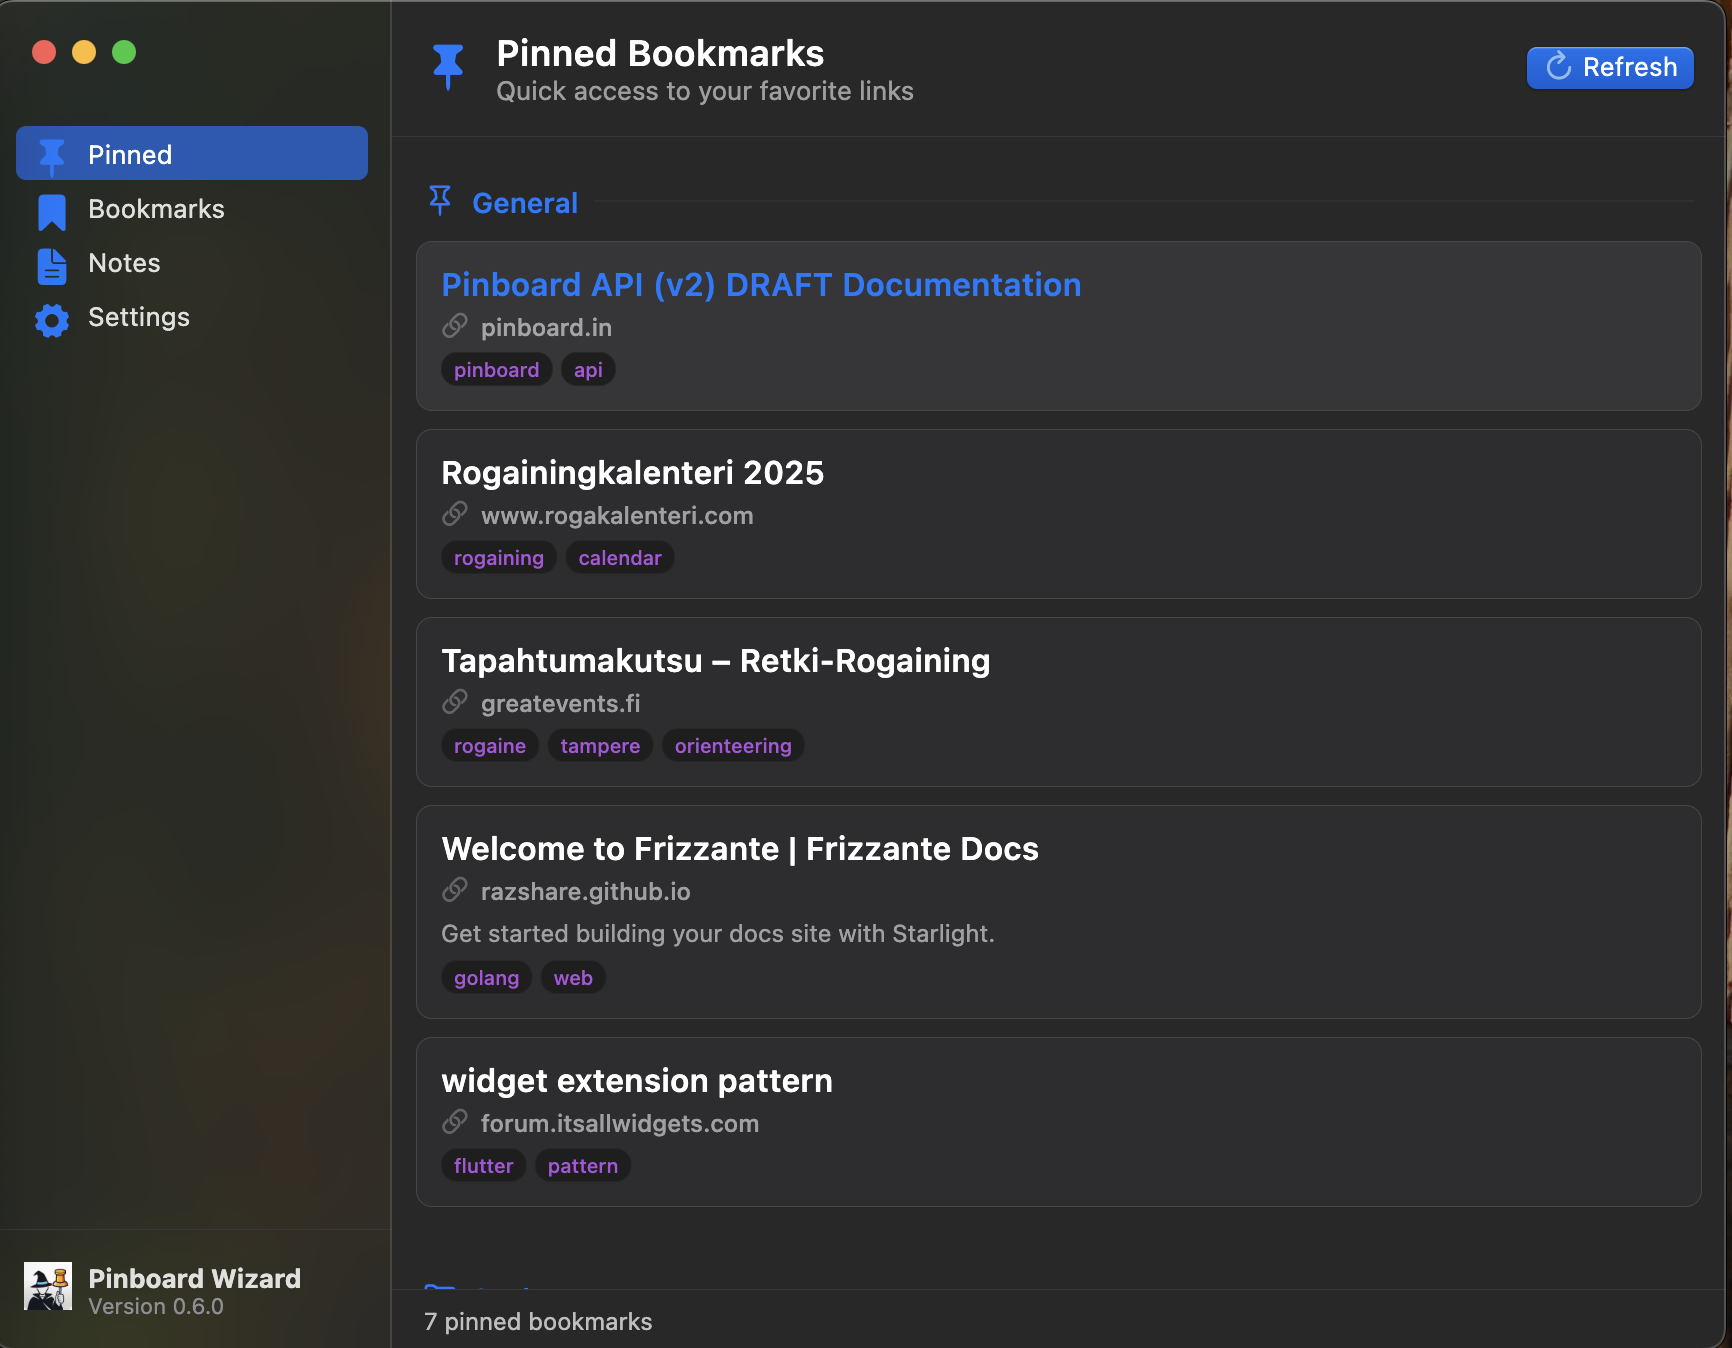 Pinned
Bookmarks
Notes
Settings
Pinboard Wizard
Version 0.6.0
Pinned Bookmarks
Quick access to your favorite links
Refresh
General
Pinboard API (v2) DRAFT Documentation
pinboard.in
pinboard api
Rogainingkalenteri 2025
www.rogakalenteri.com
rogaining calendar
Tapahtumakutsu – Retki-Rogaining
greatevents.fi
rogaine tampere orienteering
Welcome to Frizzante | Frizzante Docs
razshare.github.io
Get started building your docs site with Starlight.
golang web
widget extension pattern
forum.itsallwidgets.com
flutter pattern
7 pinned bookmarks